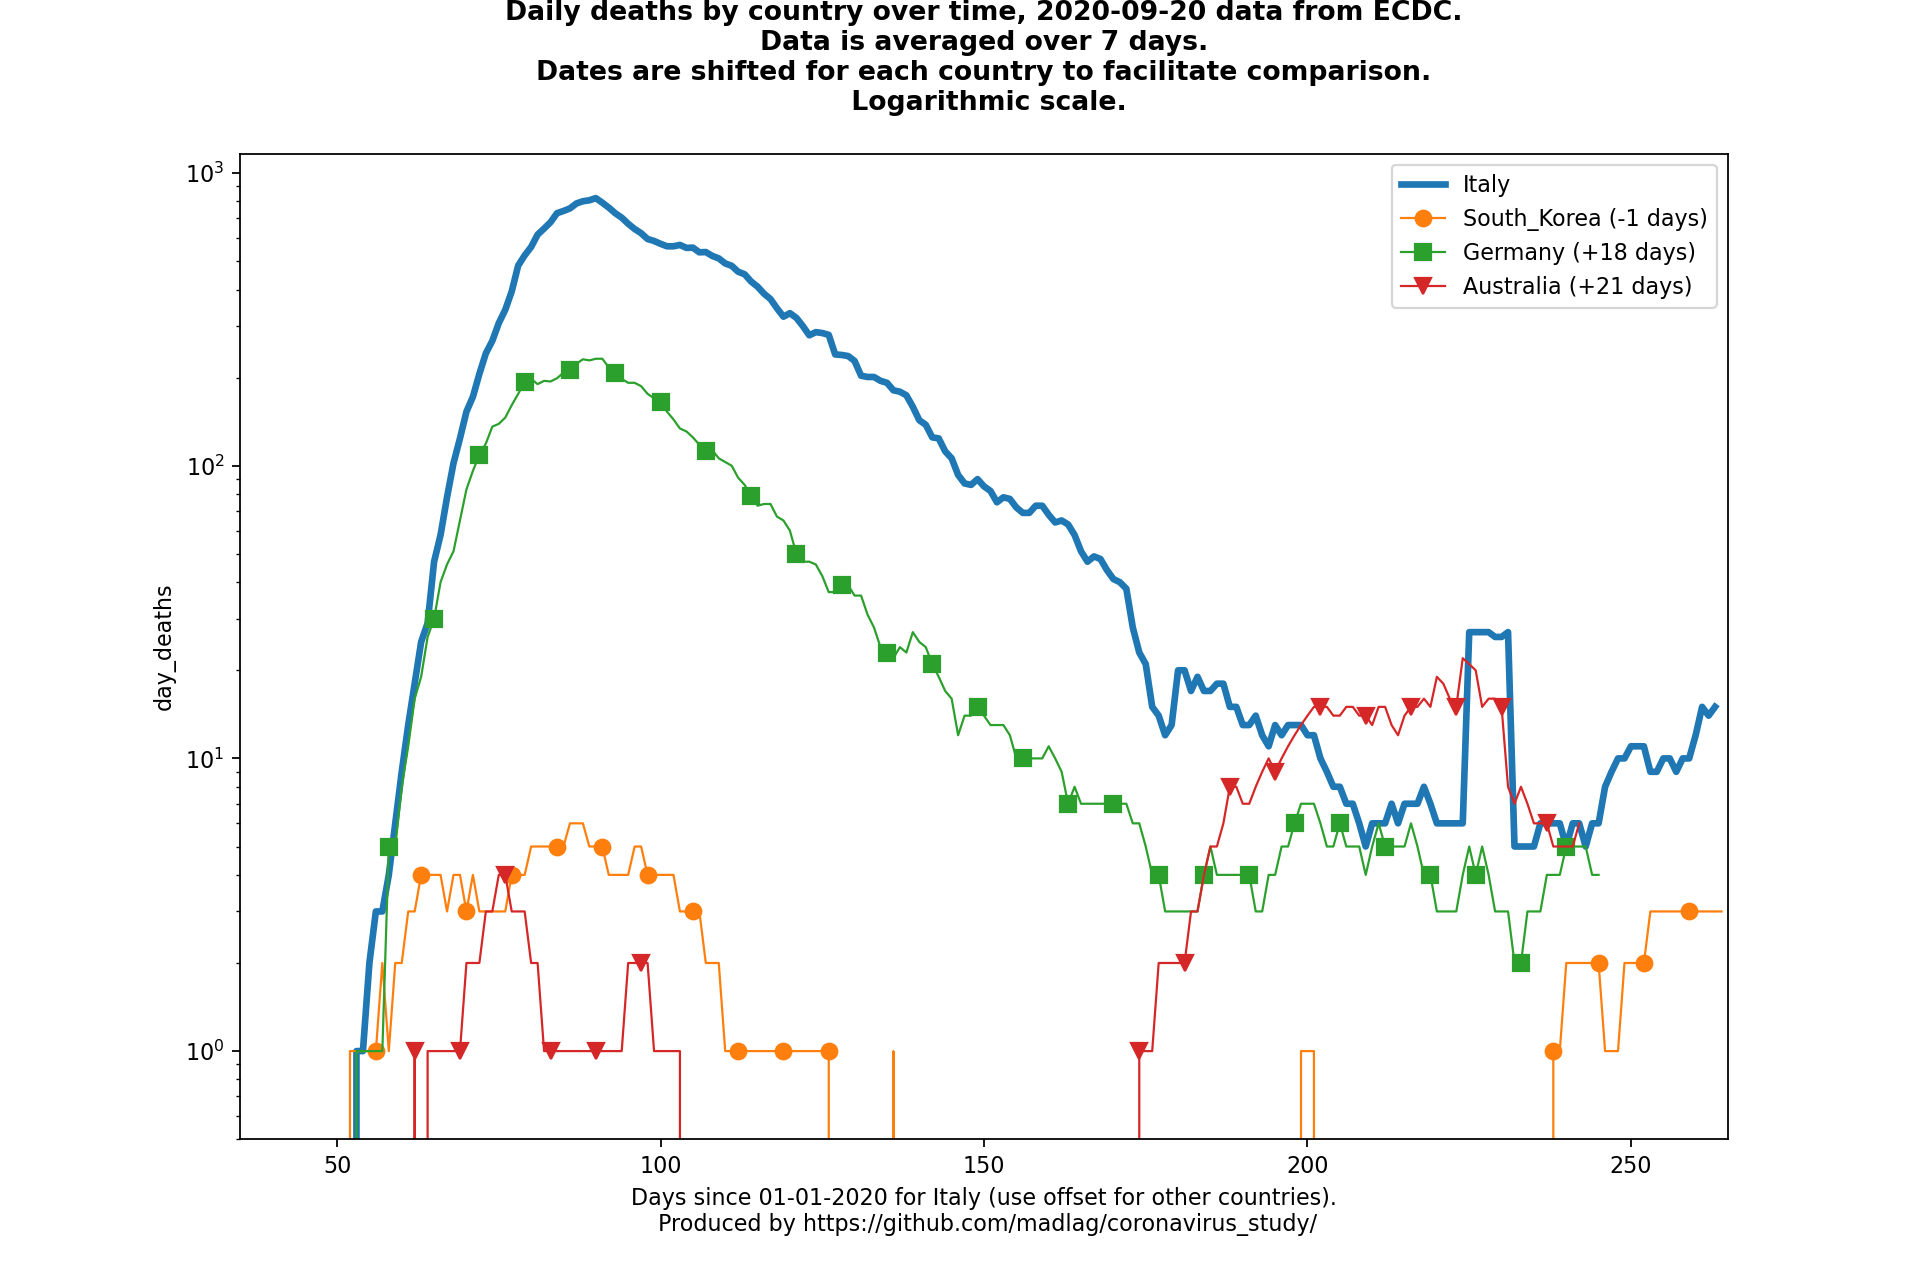 Daily deaths by country over time, 2020-09-20 data from ECDC.
Data is averaged over 7 days.
Dates are shifted for each country to facilitate comparison.
Logarithmic scale.
10³
10²
10¹
10⁰
day_deaths
Italy
South_Korea (-1 days)
Germany (+18 days)
Australia (+21 days)
50
100
150
200
250
Days since 01-01-2020 for Italy (use offset for other countries).
Produced by https://github.com/madlag/coronavirus_study/